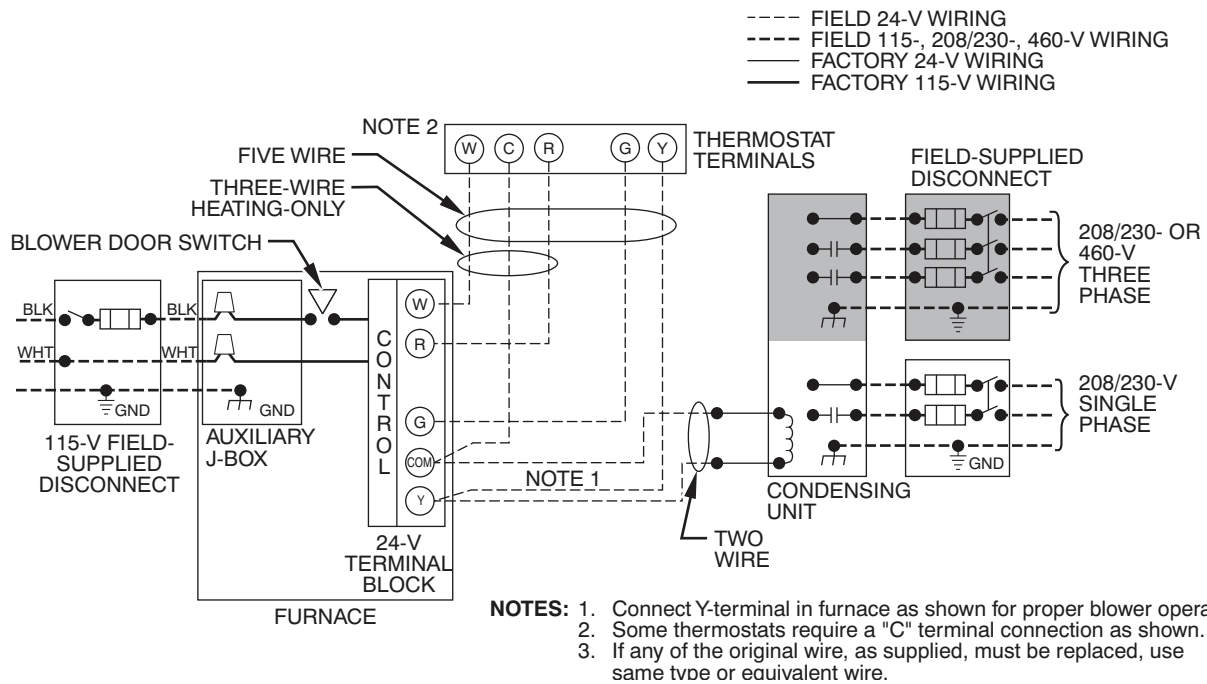 FIELD 24-V WIRING
FIELD 115-, 208/230-, 460-V WIRING
FACTORY 24-V WIRING
FACTORY 115-V WIRING
NOTE 2
W C R G Y
THERMOSTAT
TERMINALS
FIVE WIRE
THREE-WIRE
HEATING-ONLY
BLOWER DOOR SWITCH
FIELD-SUPPLIED
DISCONNECT
208/230- OR
460-V
THREE
PHASE
BLK
BLK
WHT
WHT
GND
GND
115-V FIELD-
SUPPLIED
DISCONNECT
AUXILIARY
J-BOX
CONTROL
W
R
G
COM
Y
NOTE 1
24-V
TERMINAL
BLOCK
FURNACE
TWO
WIRE
CONDENSING
UNIT
208/230-V
SINGLE
PHASE
GND
NOTES: 1. Connect Y-terminal in furnace as shown for proper blower opera
2. Some thermostats require a "C" terminal connection as shown.
3. If any of the original wire, as supplied, must be replaced, use
same type or equivalent wire.